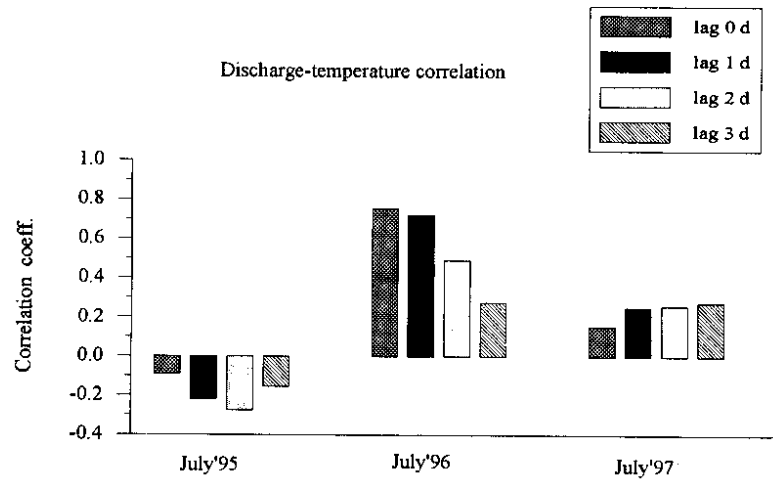 lag 0 d
lag 1 d
lag 2 d
lag 3 d
Discharge-temperature correlation
Correlation coeff.
1.0
0.8
0.6
0.4
0.2
0.0
-0.2
-0.4
July'95
July'96
July'97